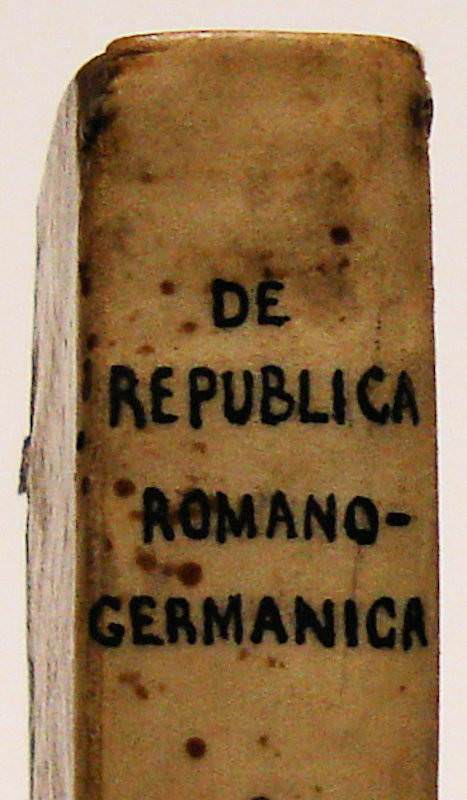 DE
REPUBLICA
ROMANO-
GERMANICA